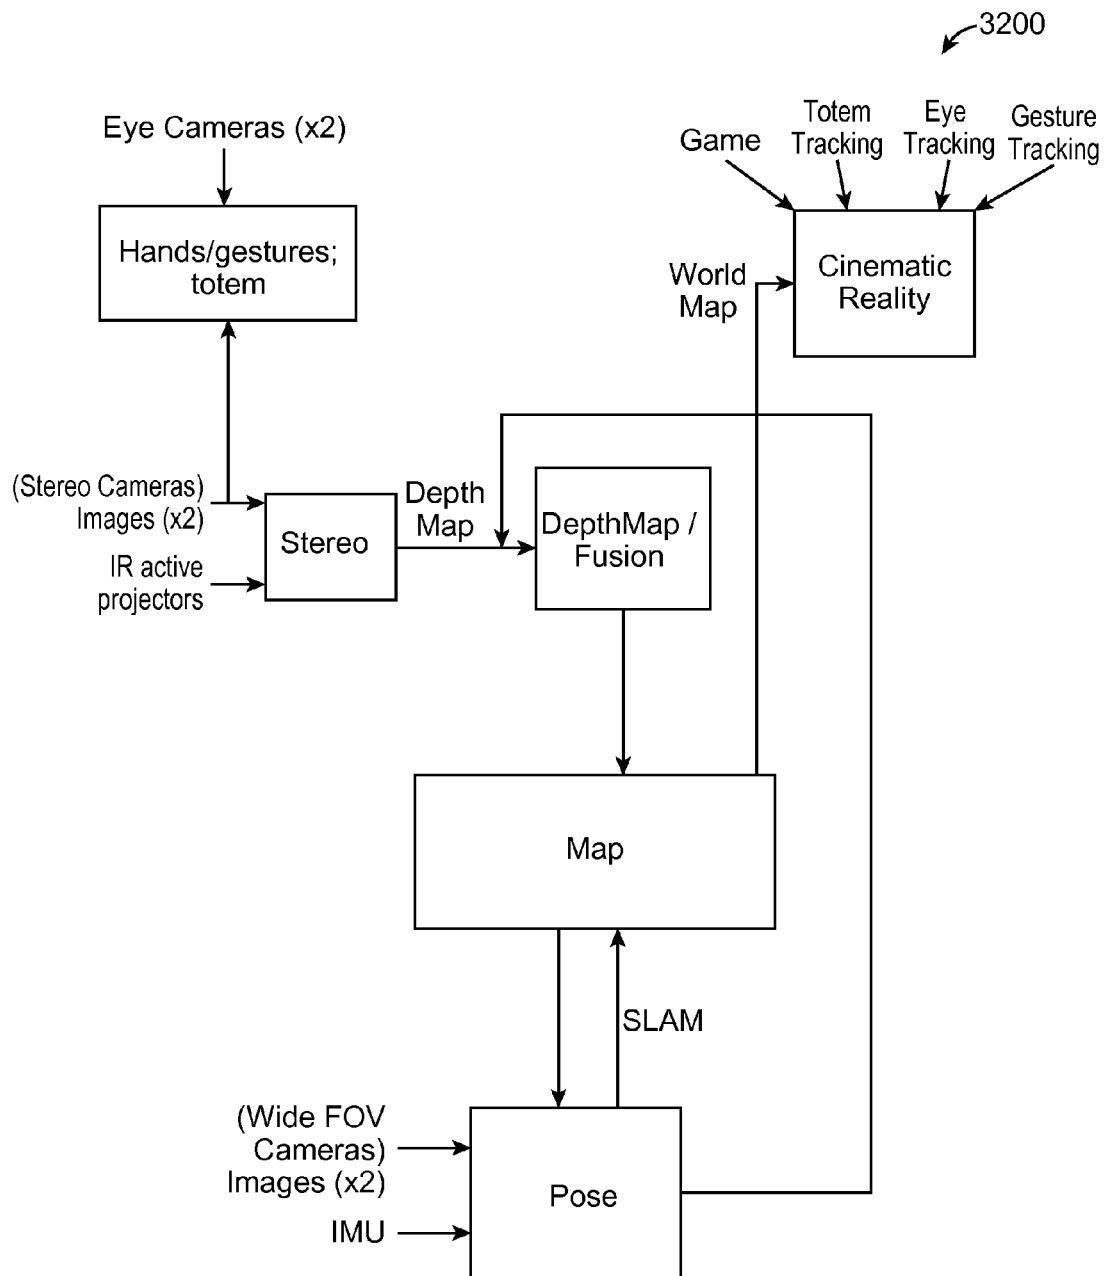 3200
Eye Cameras (x2)
Hands/gestures;
totem
Game
Totem
Tracking
Eye
Tracking
Gesture
Tracking
World
Map
Cinematic
Reality
(Stereo Cameras)
Images (x2)
IR active
projectors
Stereo
Depth
Map
DepthMap /
Fusion
Map
SLAM
(Wide FOV
Cameras)
Images (x2)
IMU
Pose